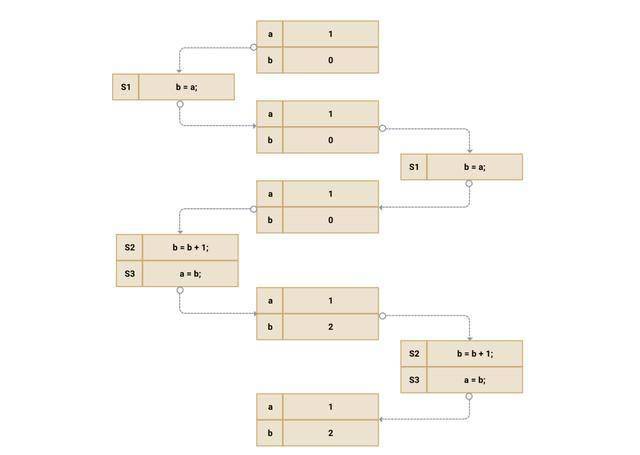 a 1
b 0
S1 b = a;
a 1
b 0
S1 b = a;
a 1
b 0
S2 b = b + 1;
S3 a = b;
a 1
b 2
S2 b = b + 1;
S3 a = b;
a 1
b 2